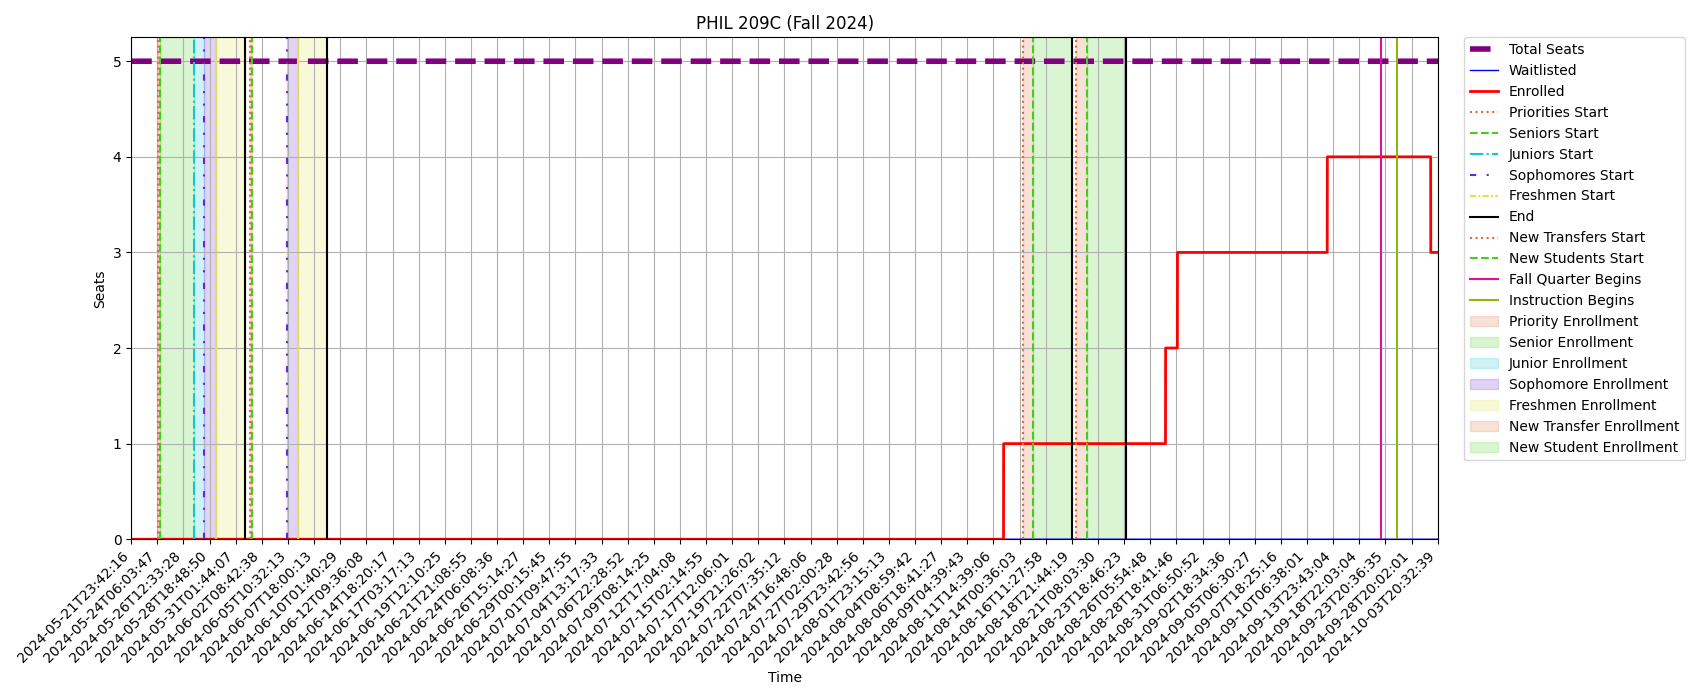 PHIL 209C (Fall 2024)
Seats
5
4
3
2
1
0
2024-05-21T23:42:16
2024-05-24T06:03:47
2024-05-26T12:33:28
2024-05-28T18:48:50
2024-05-31T01:44:07
2024-06-02T08:42:38
2024-06-05T10:32:13
2024-06-07T18:00:13
2024-06-10T01:40:29
2024-06-12T09:36:08
2024-06-14T18:20:17
2024-06-17T03:17:13
2024-06-19T12:10:25
2024-06-21T21:08:55
2024-06-24T06:08:36
2024-06-26T15:14:27
2024-06-29T00:15:45
2024-07-01T09:47:55
2024-07-04T13:17:33
2024-07-06T22:28:52
2024-07-09T08:14:25
2024-07-12T17:04:08
2024-07-15T02:14:55
2024-07-17T12:06:01
2024-07-19T21:26:02
2024-07-22T07:35:12
2024-07-24T16:48:06
2024-07-27T02:00:28
2024-07-29T23:42:56
2024-08-01T23:15:13
2024-08-04T08:59:42
2024-08-06T18:41:27
2024-08-09T04:39:43
2024-08-11T14:39:06
2024-08-14T00:36:03
2024-08-16T11:27:58
2024-08-18T21:44:19
2024-08-21T08:03:30
2024-08-23T18:46:23
2024-08-26T05:54:48
2024-08-28T18:41:46
2024-08-31T06:50:52
2024-09-02T18:34:36
2024-09-05T06:30:27
2024-09-07T18:25:16
2024-09-10T06:38:01
2024-09-13T23:43:04
2024-09-18T22:03:04
2024-09-23T20:36:35
2024-09-28T20:02:01
2024-10-03T20:32:39
Time
Total Seats
Waitlisted
Enrolled
Priorities Start
Seniors Start
Juniors Start
Sophomores Start
Freshmen Start
End
New Transfers Start
New Students Start
Fall Quarter Begins
Instruction Begins
Priority Enrollment
Senior Enrollment
Junior Enrollment
Sophomore Enrollment
Freshmen Enrollment
New Transfer Enrollment
New Student Enrollment